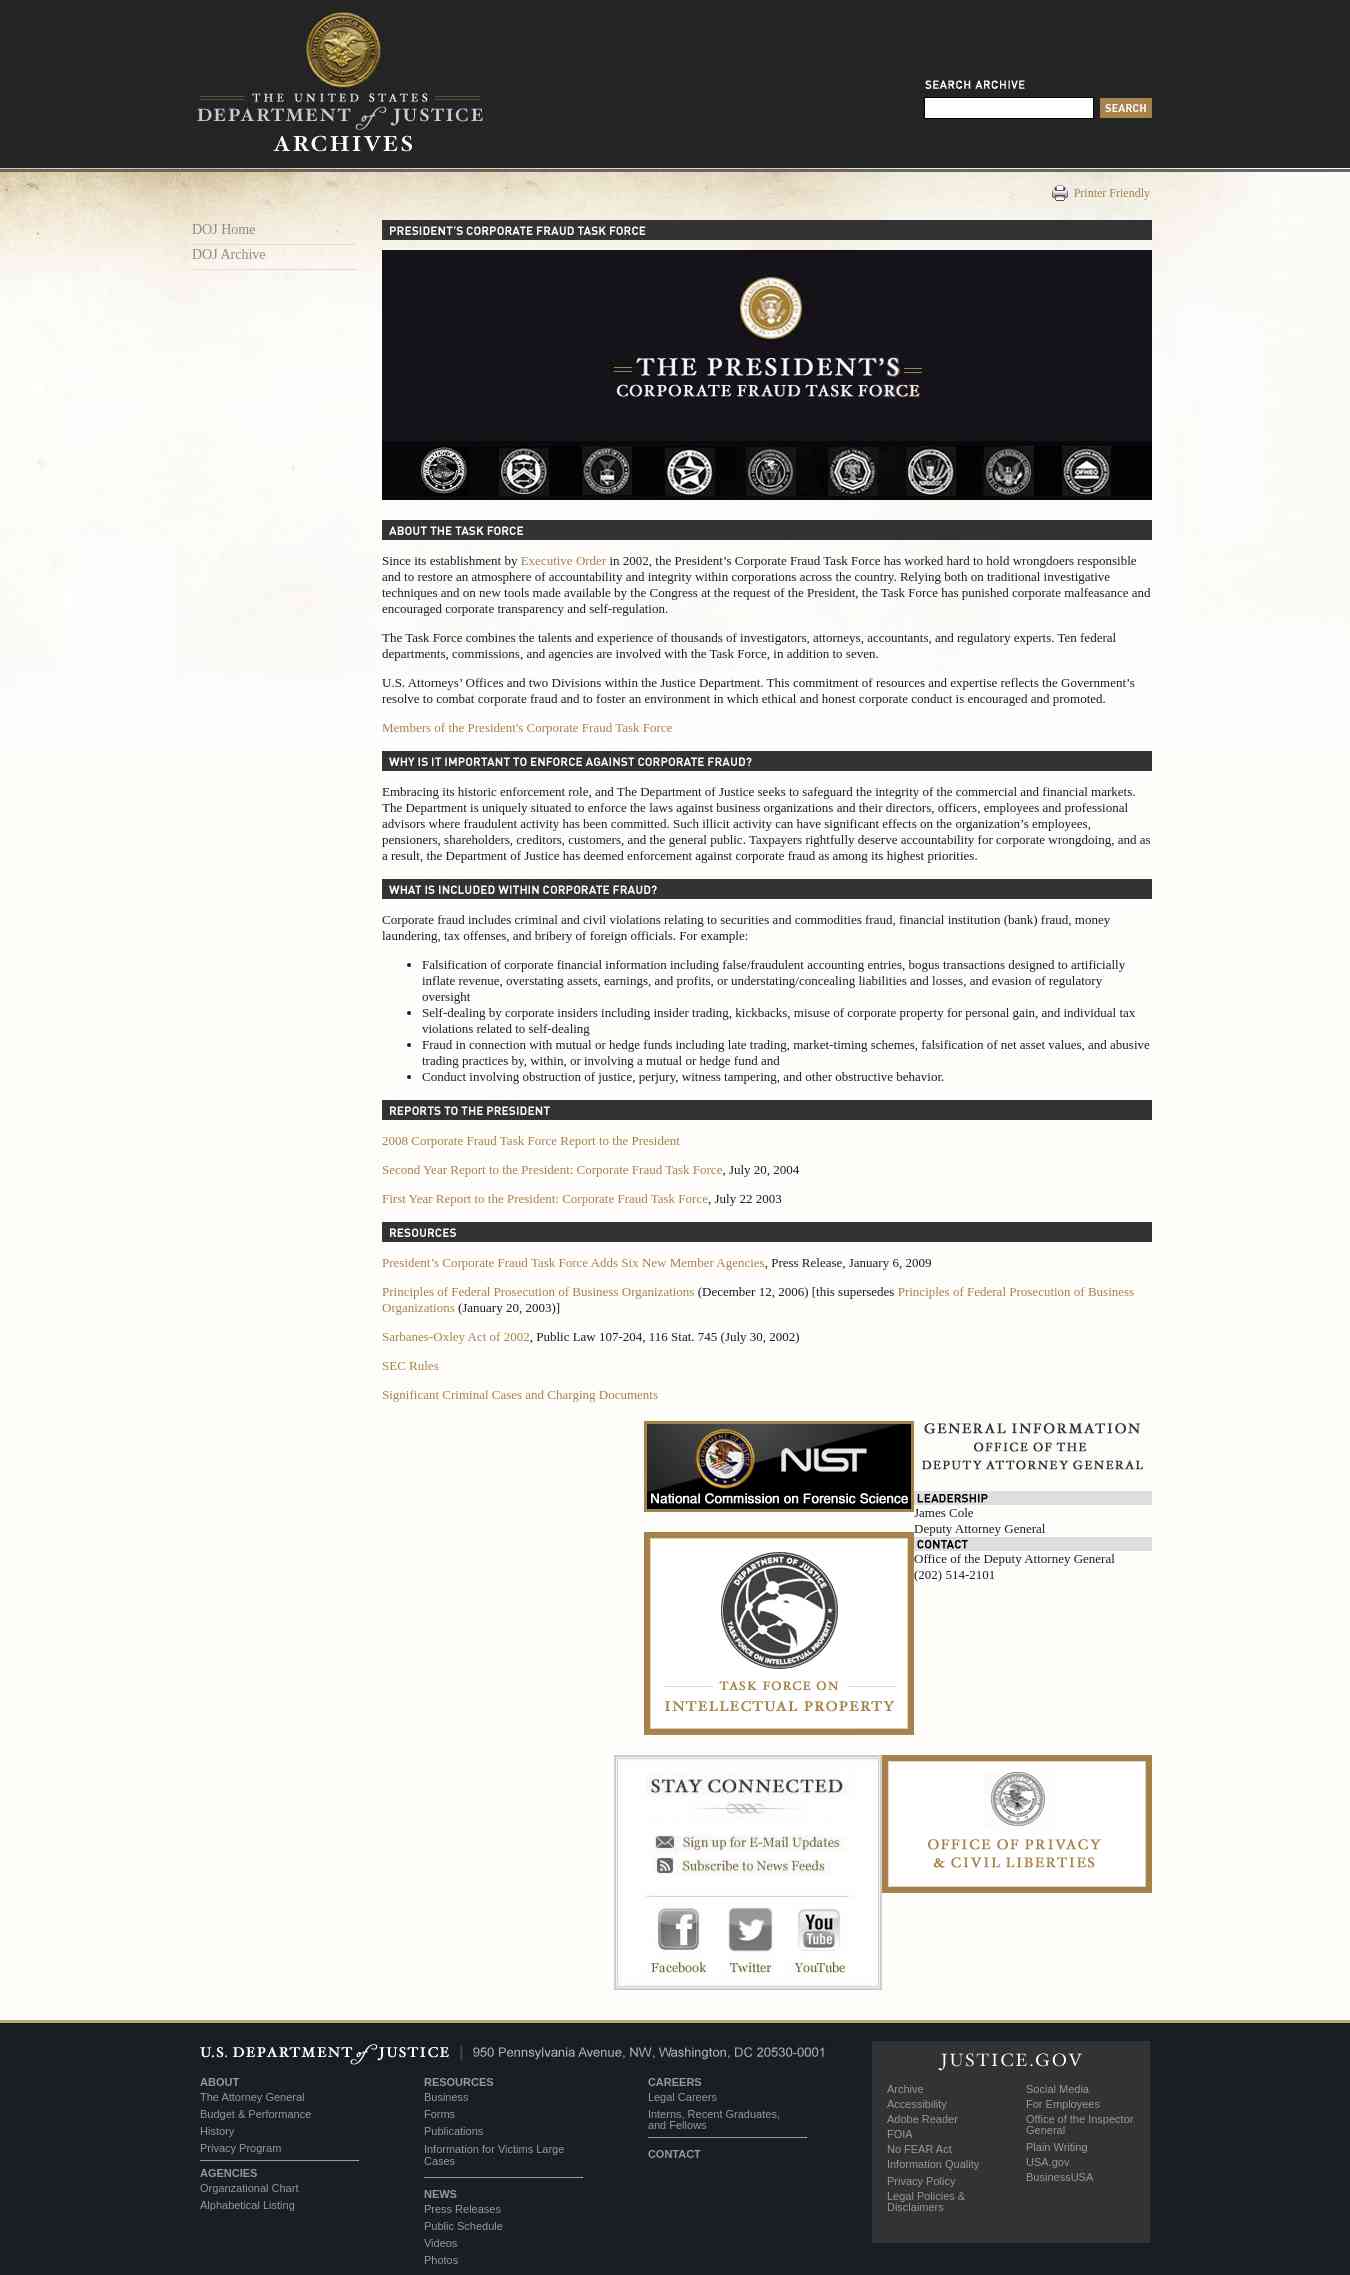 THE UNITED STATES
DEPARTMENT of JUSTICE
ARCHIVES
SEARCH ARCHIVE
SEARCH
Printer Friendly
DOJ Home
DOJ Archive
PRESIDENT'S CORPORATE FRAUD TASK FORCE
THE PRESIDENT'S
CORPORATE FRAUD TASK FORCE
ABOUT THE TASK FORCE
Since its establishment by Executive Order in 2002, the President’s Corporate Fraud Task Force has worked hard to hold wrongdoers responsible
and to restore an atmosphere of accountability and integrity within corporations across the country. Relying both on traditional investigative
techniques and on new tools made available by the Congress at the request of the President, the Task Force has punished corporate malfeasance and
encouraged corporate transparency and self-regulation.
The Task Force combines the talents and experience of thousands of investigators, attorneys, accountants, and regulatory experts. Ten federal
departments, commissions, and agencies are involved with the Task Force, in addition to seven.
U.S. Attorneys’ Offices and two Divisions within the Justice Department. This commitment of resources and expertise reflects the Government’s
resolve to combat corporate fraud and to foster an environment in which ethical and honest corporate conduct is encouraged and promoted.
Members of the President's Corporate Fraud Task Force
WHY IS IT IMPORTANT TO ENFORCE AGAINST CORPORATE FRAUD?
Embracing its historic enforcement role, and The Department of Justice seeks to safeguard the integrity of the commercial and financial markets.
The Department is uniquely situated to enforce the laws against business organizations and their directors, officers, employees and professional
advisors where fraudulent activity has been committed. Such illicit activity can have significant effects on the organization’s employees,
pensioners, shareholders, creditors, customers, and the general public. Taxpayers rightfully deserve accountability for corporate wrongdoing, and as
a result, the Department of Justice has deemed enforcement against corporate fraud as among its highest priorities.
WHAT IS INCLUDED WITHIN CORPORATE FRAUD?
Corporate fraud includes criminal and civil violations relating to securities and commodities fraud, financial institution (bank) fraud, money
laundering, tax offenses, and bribery of foreign officials. For example:
• Falsification of corporate financial information including false/fraudulent accounting entries, bogus transactions designed to artificially
inflate revenue, overstating assets, earnings, and profits, or understating/concealing liabilities and losses, and evasion of regulatory
oversight
• Self-dealing by corporate insiders including insider trading, kickbacks, misuse of corporate property for personal gain, and individual tax
violations related to self-dealing
• Fraud in connection with mutual or hedge funds including late trading, market-timing schemes, falsification of net asset values, and abusive
trading practices by, within, or involving a mutual or hedge fund and
• Conduct involving obstruction of justice, perjury, witness tampering, and other obstructive behavior.
REPORTS TO THE PRESIDENT
2008 Corporate Fraud Task Force Report to the President
Second Year Report to the President: Corporate Fraud Task Force, July 20, 2004
First Year Report to the President: Corporate Fraud Task Force, July 22 2003
RESOURCES
President’s Corporate Fraud Task Force Adds Six New Member Agencies, Press Release, January 6, 2009
Principles of Federal Prosecution of Business Organizations (December 12, 2006) [this supersedes Principles of Federal Prosecution of Business
Organizations (January 20, 2003)]
Sarbanes-Oxley Act of 2002, Public Law 107-204, 116 Stat. 745 (July 30, 2002)
SEC Rules
Significant Criminal Cases and Charging Documents
NIST
National Commission on Forensic Science
GENERAL INFORMATION
OFFICE OF THE
DEPUTY ATTORNEY GENERAL
LEADERSHIP
James Cole
Deputy Attorney General
CONTACT
Office of the Deputy Attorney General
(202) 514-2101
DEPARTMENT OF JUSTICE
TASK FORCE ON INTELLECTUAL PROPERTY
TASK FORCE ON
INTELLECTUAL PROPERTY
STAY CONNECTED
Sign up for E-Mail Updates
Subscribe to News Feeds
You
Tube
Facebook Twitter YouTube
OFFICE OF PRIVACY
& CIVIL LIBERTIES
U.S. DEPARTMENT of JUSTICE | 950 Pennsylvania Avenue, NW, Washington, DC 20530-0001
ABOUT
The Attorney General
Budget & Performance
History
Privacy Program
AGENCIES
Organzational Chart
Alphabetical Listing
RESOURCES
Business
Forms
Publications
Information for Victims Large
Cases
NEWS
Press Releases
Public Schedule
Videos
Photos
CAREERS
Legal Careers
Interns, Recent Graduates,
and Fellows
CONTACT
JUSTICE.GOV
Archive
Accessibility
Adobe Reader
FOIA
No FEAR Act
Information Quality
Privacy Policy
Legal Policies &
Disclaimers
Social Media
For Employees
Office of the Inspector
General
Plain Writing
USA.gov
BusinessUSA